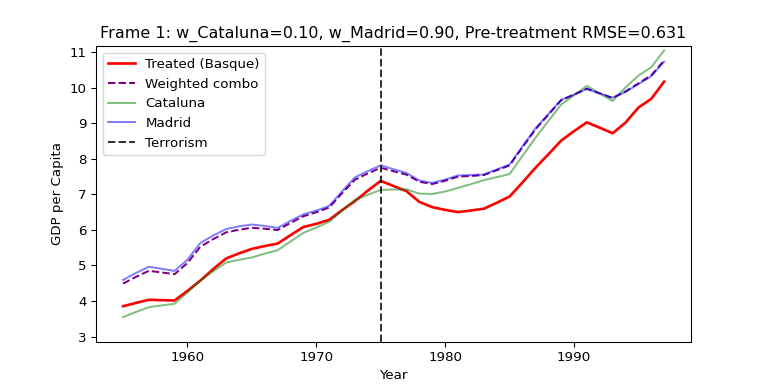 Frame 1: w_Cataluna=0.10, w_Madrid=0.90, Pre-treatment RMSE=0.631
GDP per Capita
11
10
9
8
7
6
5
4
3
Treated (Basque)
Weighted combo
Cataluna
Madrid
Terrorism
1960
1970
1980
1990
Year